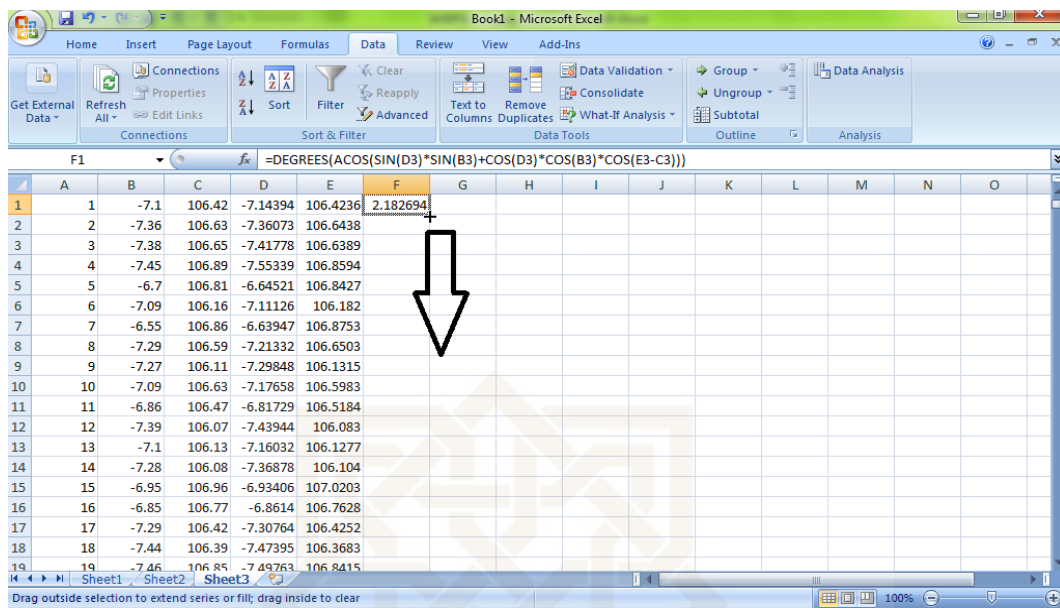 Book1 - Microsoft Excel
Home Insert Page Layout Formulas Data Review View Add-Ins
Get External Data
Refresh All
Connections
Properties
Edit Links
Connections
Sort
Filter
Clear
Reapply
Advanced
Sort & Filter
Text to Columns
Remove Duplicates
Data Validation
Consolidate
What-If Analysis
Data Tools
Group
Ungroup
Subtotal
Outline
Data Analysis
Analysis
F1 fx =DEGREES(ACOS(SIN(D3)*SIN(B3)+COS(D3)*COS(B3)*COS(E3-C3)))
A B C D E F G H I J K L M N O
1 1 -7.1 106.42 -7.14394 106.4236 2.182694
2 2 -7.36 106.63 -7.36073 106.6438
3 3 -7.38 106.65 -7.41778 106.6389
4 4 -7.45 106.89 -7.55339 106.8594
5 5 -6.7 106.81 -6.64521 106.8427
6 6 -7.09 106.16 -7.11126 106.182
7 7 -6.55 106.86 -6.63947 106.8753
8 8 -7.29 106.59 -7.21332 106.6503
9 9 -7.27 106.11 -7.29848 106.1315
10 10 -7.09 106.63 -7.17658 106.5983
11 11 -6.86 106.47 -6.81729 106.5184
12 12 -7.39 106.07 -7.43944 106.083
13 13 -7.1 106.13 -7.16032 106.1277
14 14 -7.28 106.08 -7.36878 106.104
15 15 -6.95 106.96 -6.93406 107.0203
16 16 -6.85 106.77 -6.8614 106.7628
17 17 -7.29 106.42 -7.30764 106.4252
18 18 -7.44 106.39 -7.47395 106.3683
19 19 -7.46 106.85 -7.49763 106.8415
Sheet1 Sheet2 Sheet3
Drag outside selection to extend series or fill; drag inside to clear 100%